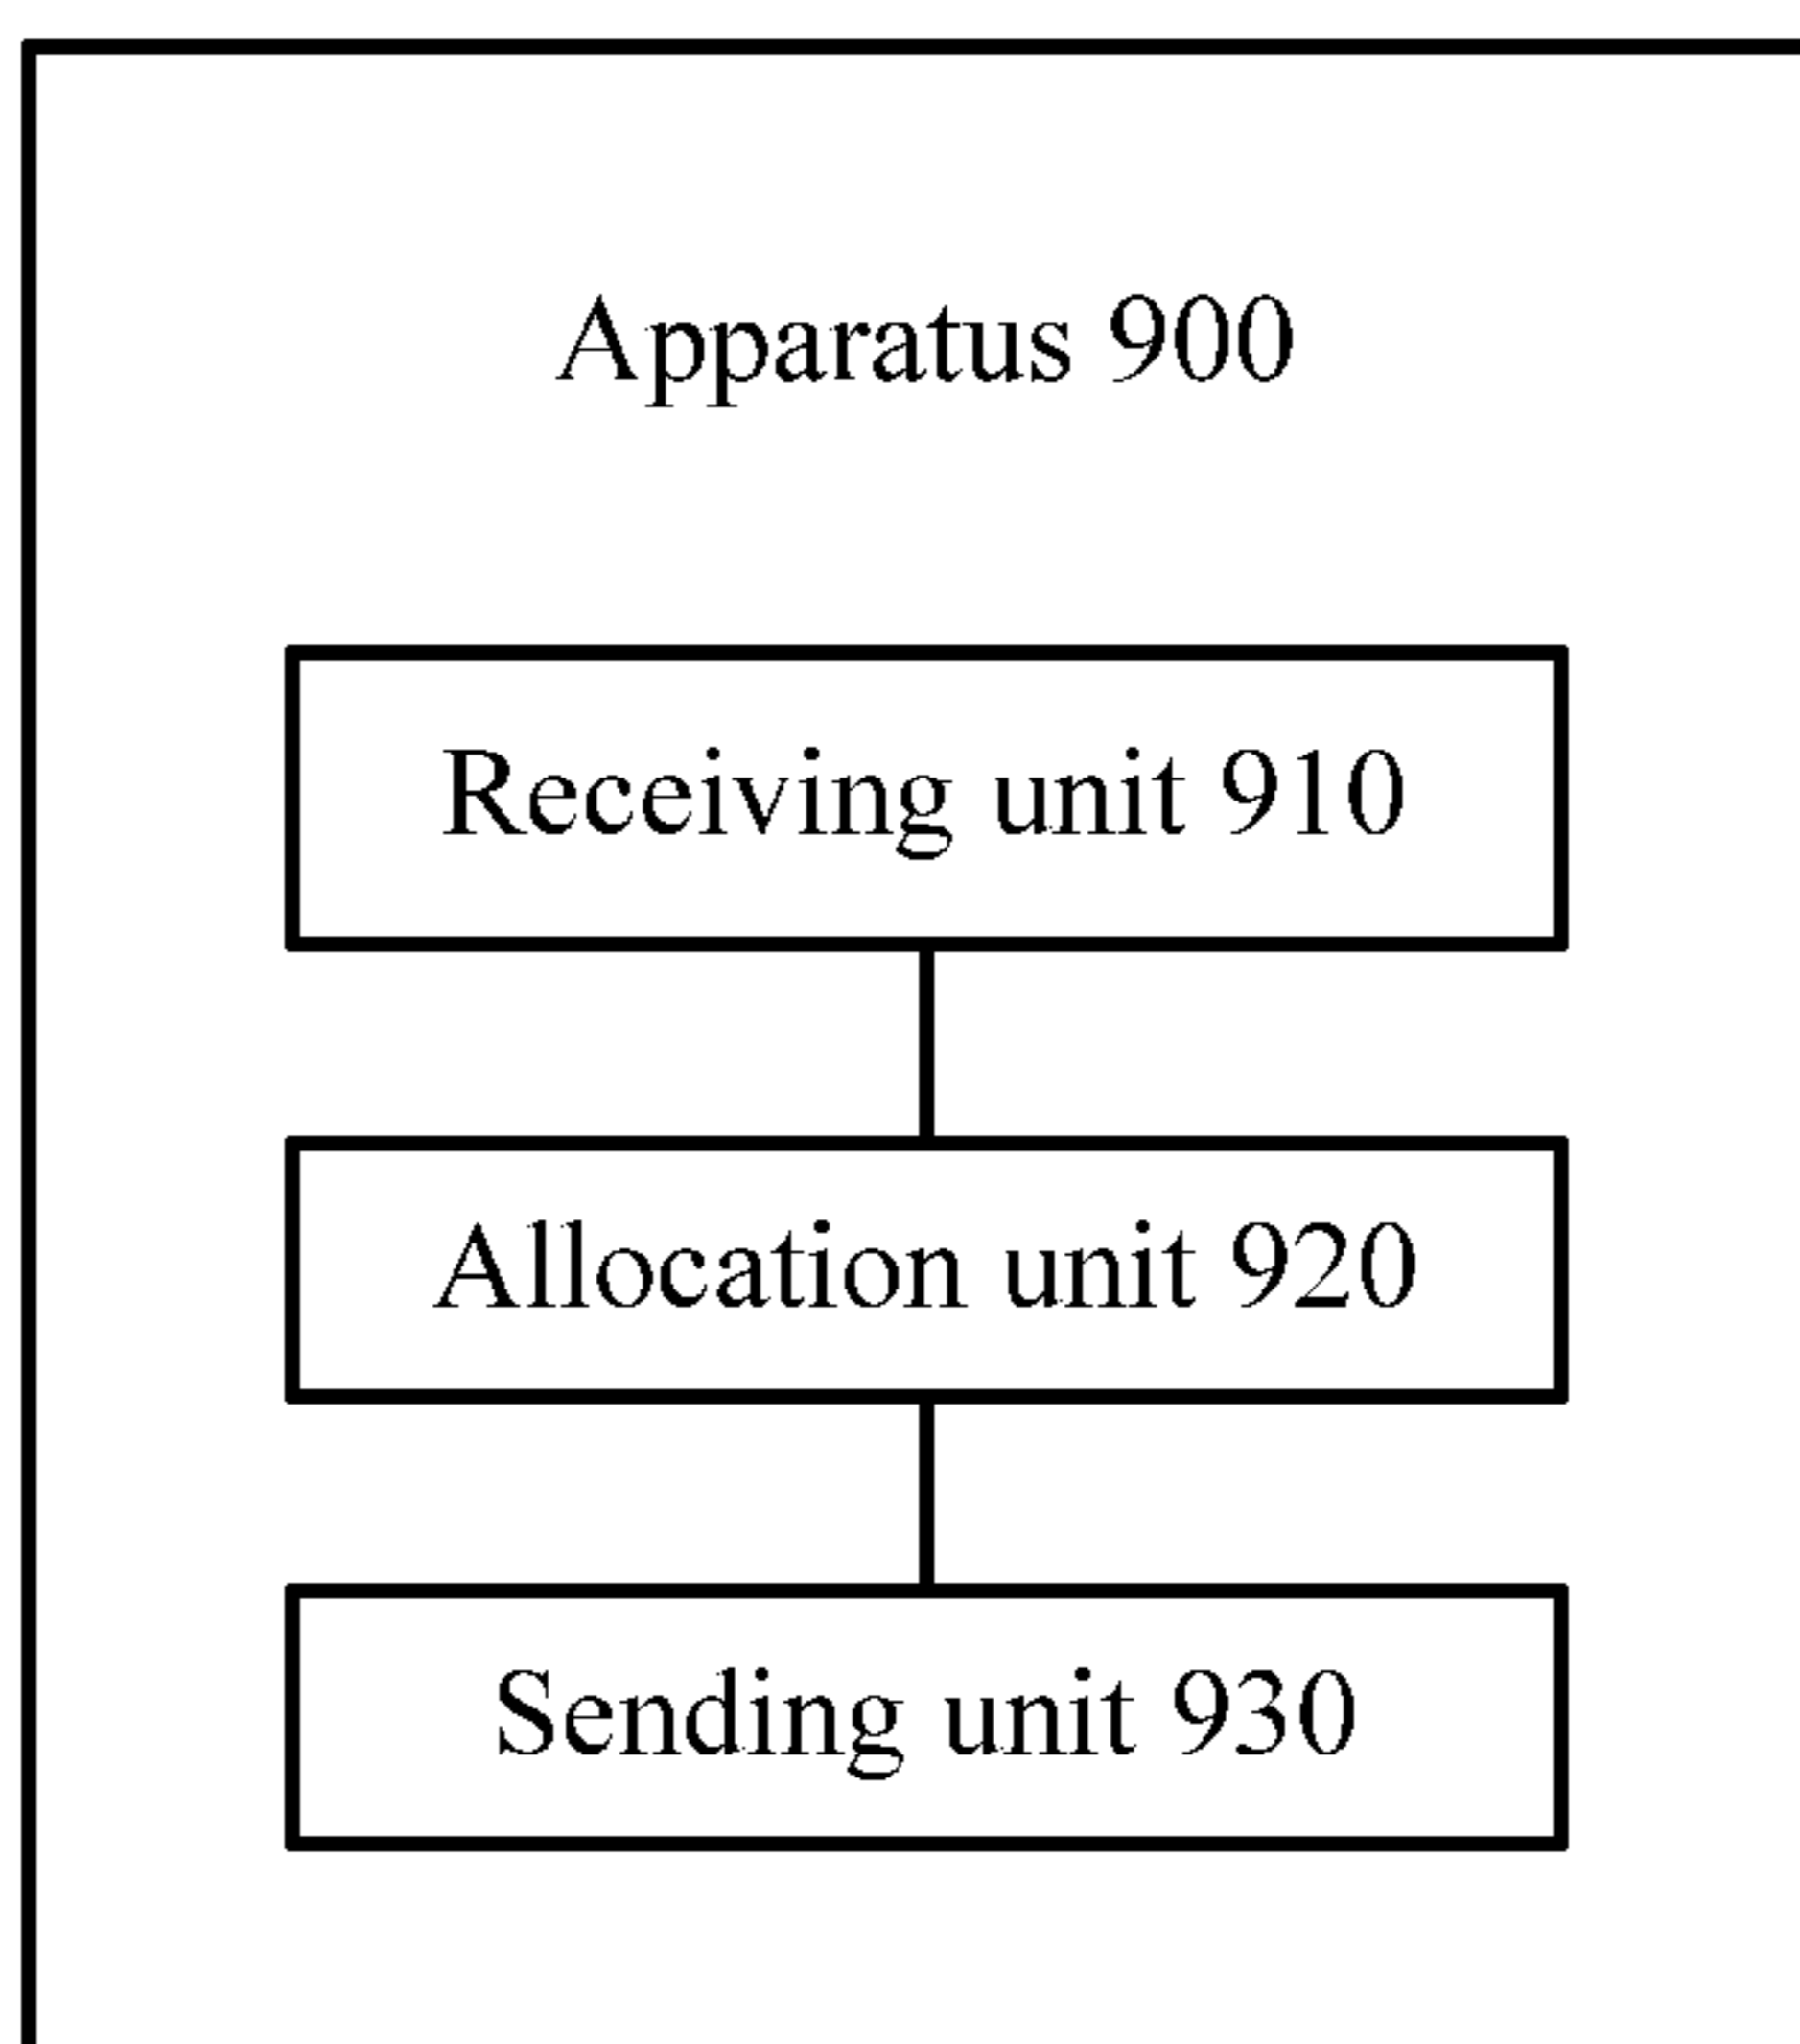 Apparatus 900
Receiving unit 910
Allocation unit 920
Sending unit 930